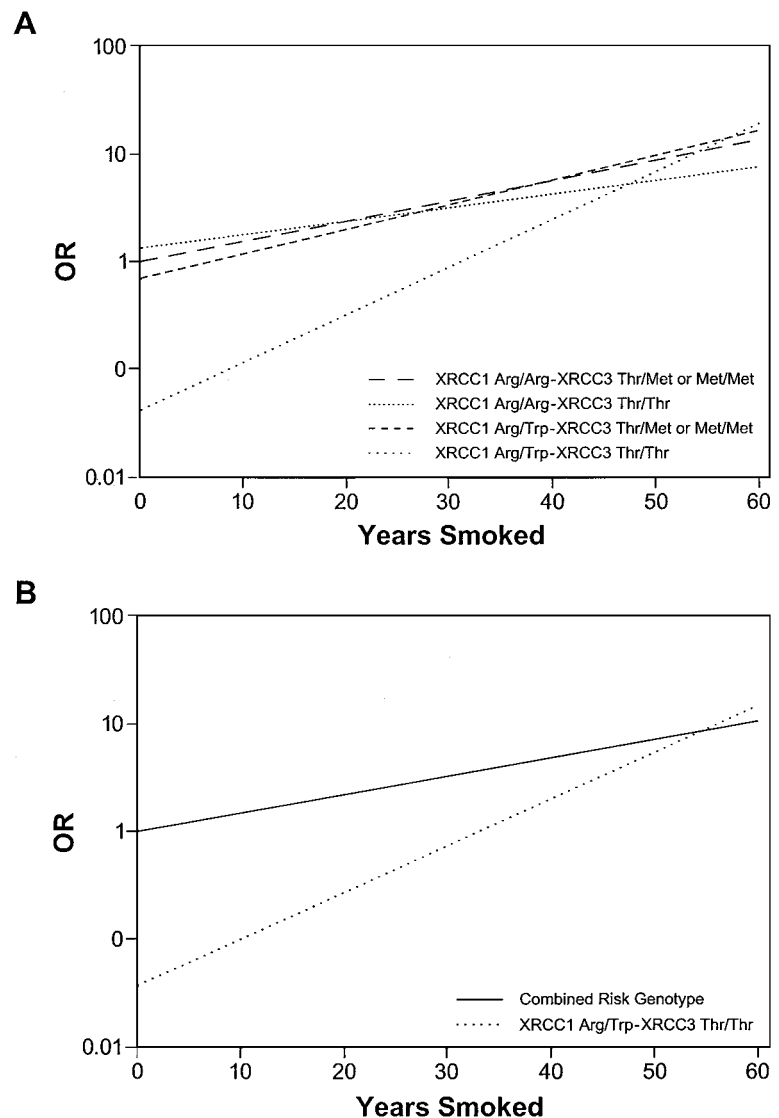 A
100
10
1
0
0.01
OR
XRCC1 Arg/Arg-XRCC3 Thr/Met or Met/Met
XRCC1 Arg/Arg-XRCC3 Thr/Thr
XRCC1 Arg/Trp-XRCC3 Thr/Met or Met/Met
XRCC1 Arg/Trp-XRCC3 Thr/Thr
0 10 20 30 40 50 60
Years Smoked
B
100
10
1
0
0.01
OR
Combined Risk Genotype
XRCC1 Arg/Trp-XRCC3 Thr/Thr
0 10 20 30 40 50 60
Years Smoked